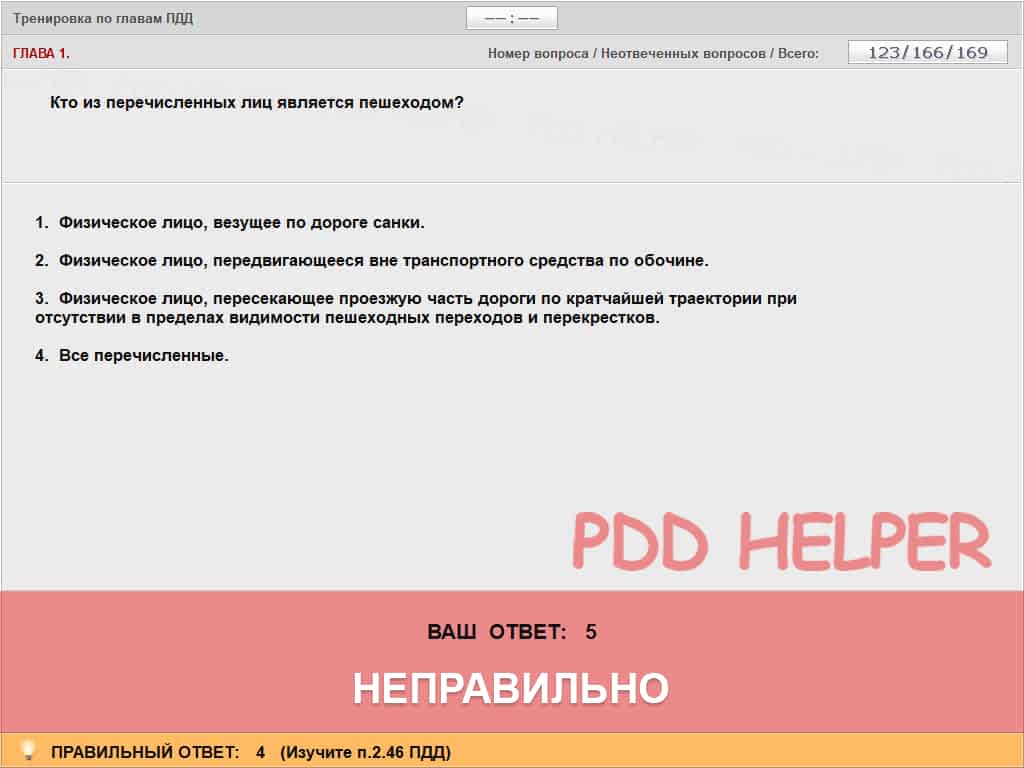 Тренировка по главам ПДД
—— : ——
ГЛАВА 1.
Номер вопроса / Неотвеченных вопросов / Всего:
123/166/169
Кто из перечисленных лиц является пешеходом?
1. Физическое лицо, везущее по дороге санки.
2. Физическое лицо, передвигающееся вне транспортного средства по обочине.
3. Физическое лицо, пересекающее проезжую часть дороги по кратчайшей траектории при
отсутствии в пределах видимости пешеходных переходов и перекрестков.
4. Все перечисленные.
PDD HELPER
ВАШ ОТВЕТ: 5
НЕПРАВИЛЬНО
ПРАВИЛЬНЫЙ ОТВЕТ: 4 (Изучите п.2.46 ПДД)